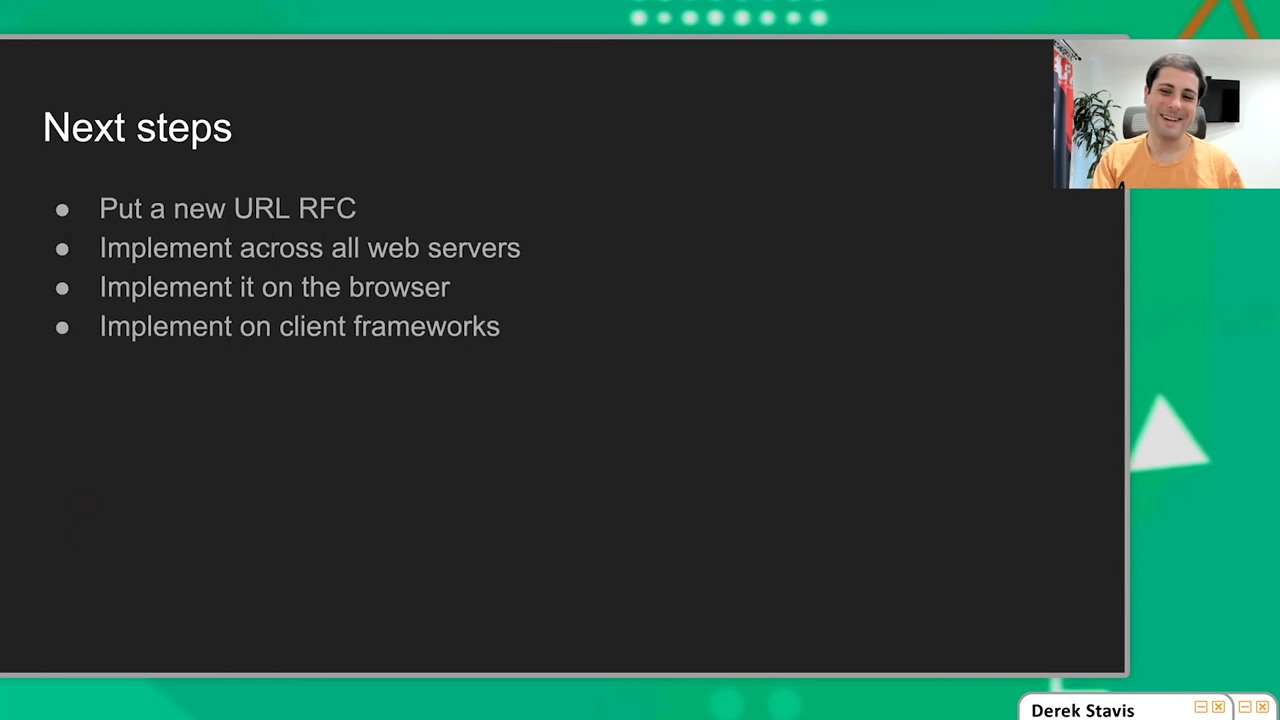 Next steps
● Put a new URL RFC
● Implement across all web servers
● Implement it on the browser
● Implement on client frameworks
Derek Stavis